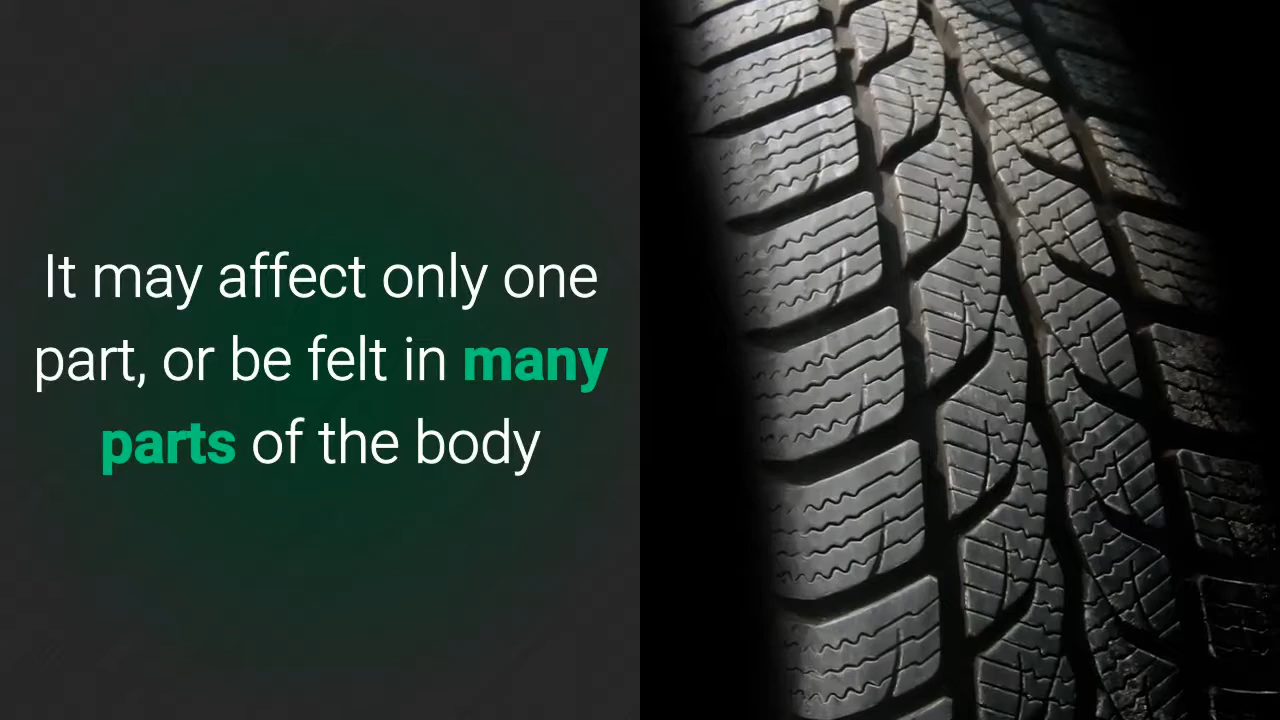 It may affect only one
part, or be felt in many
parts of the body